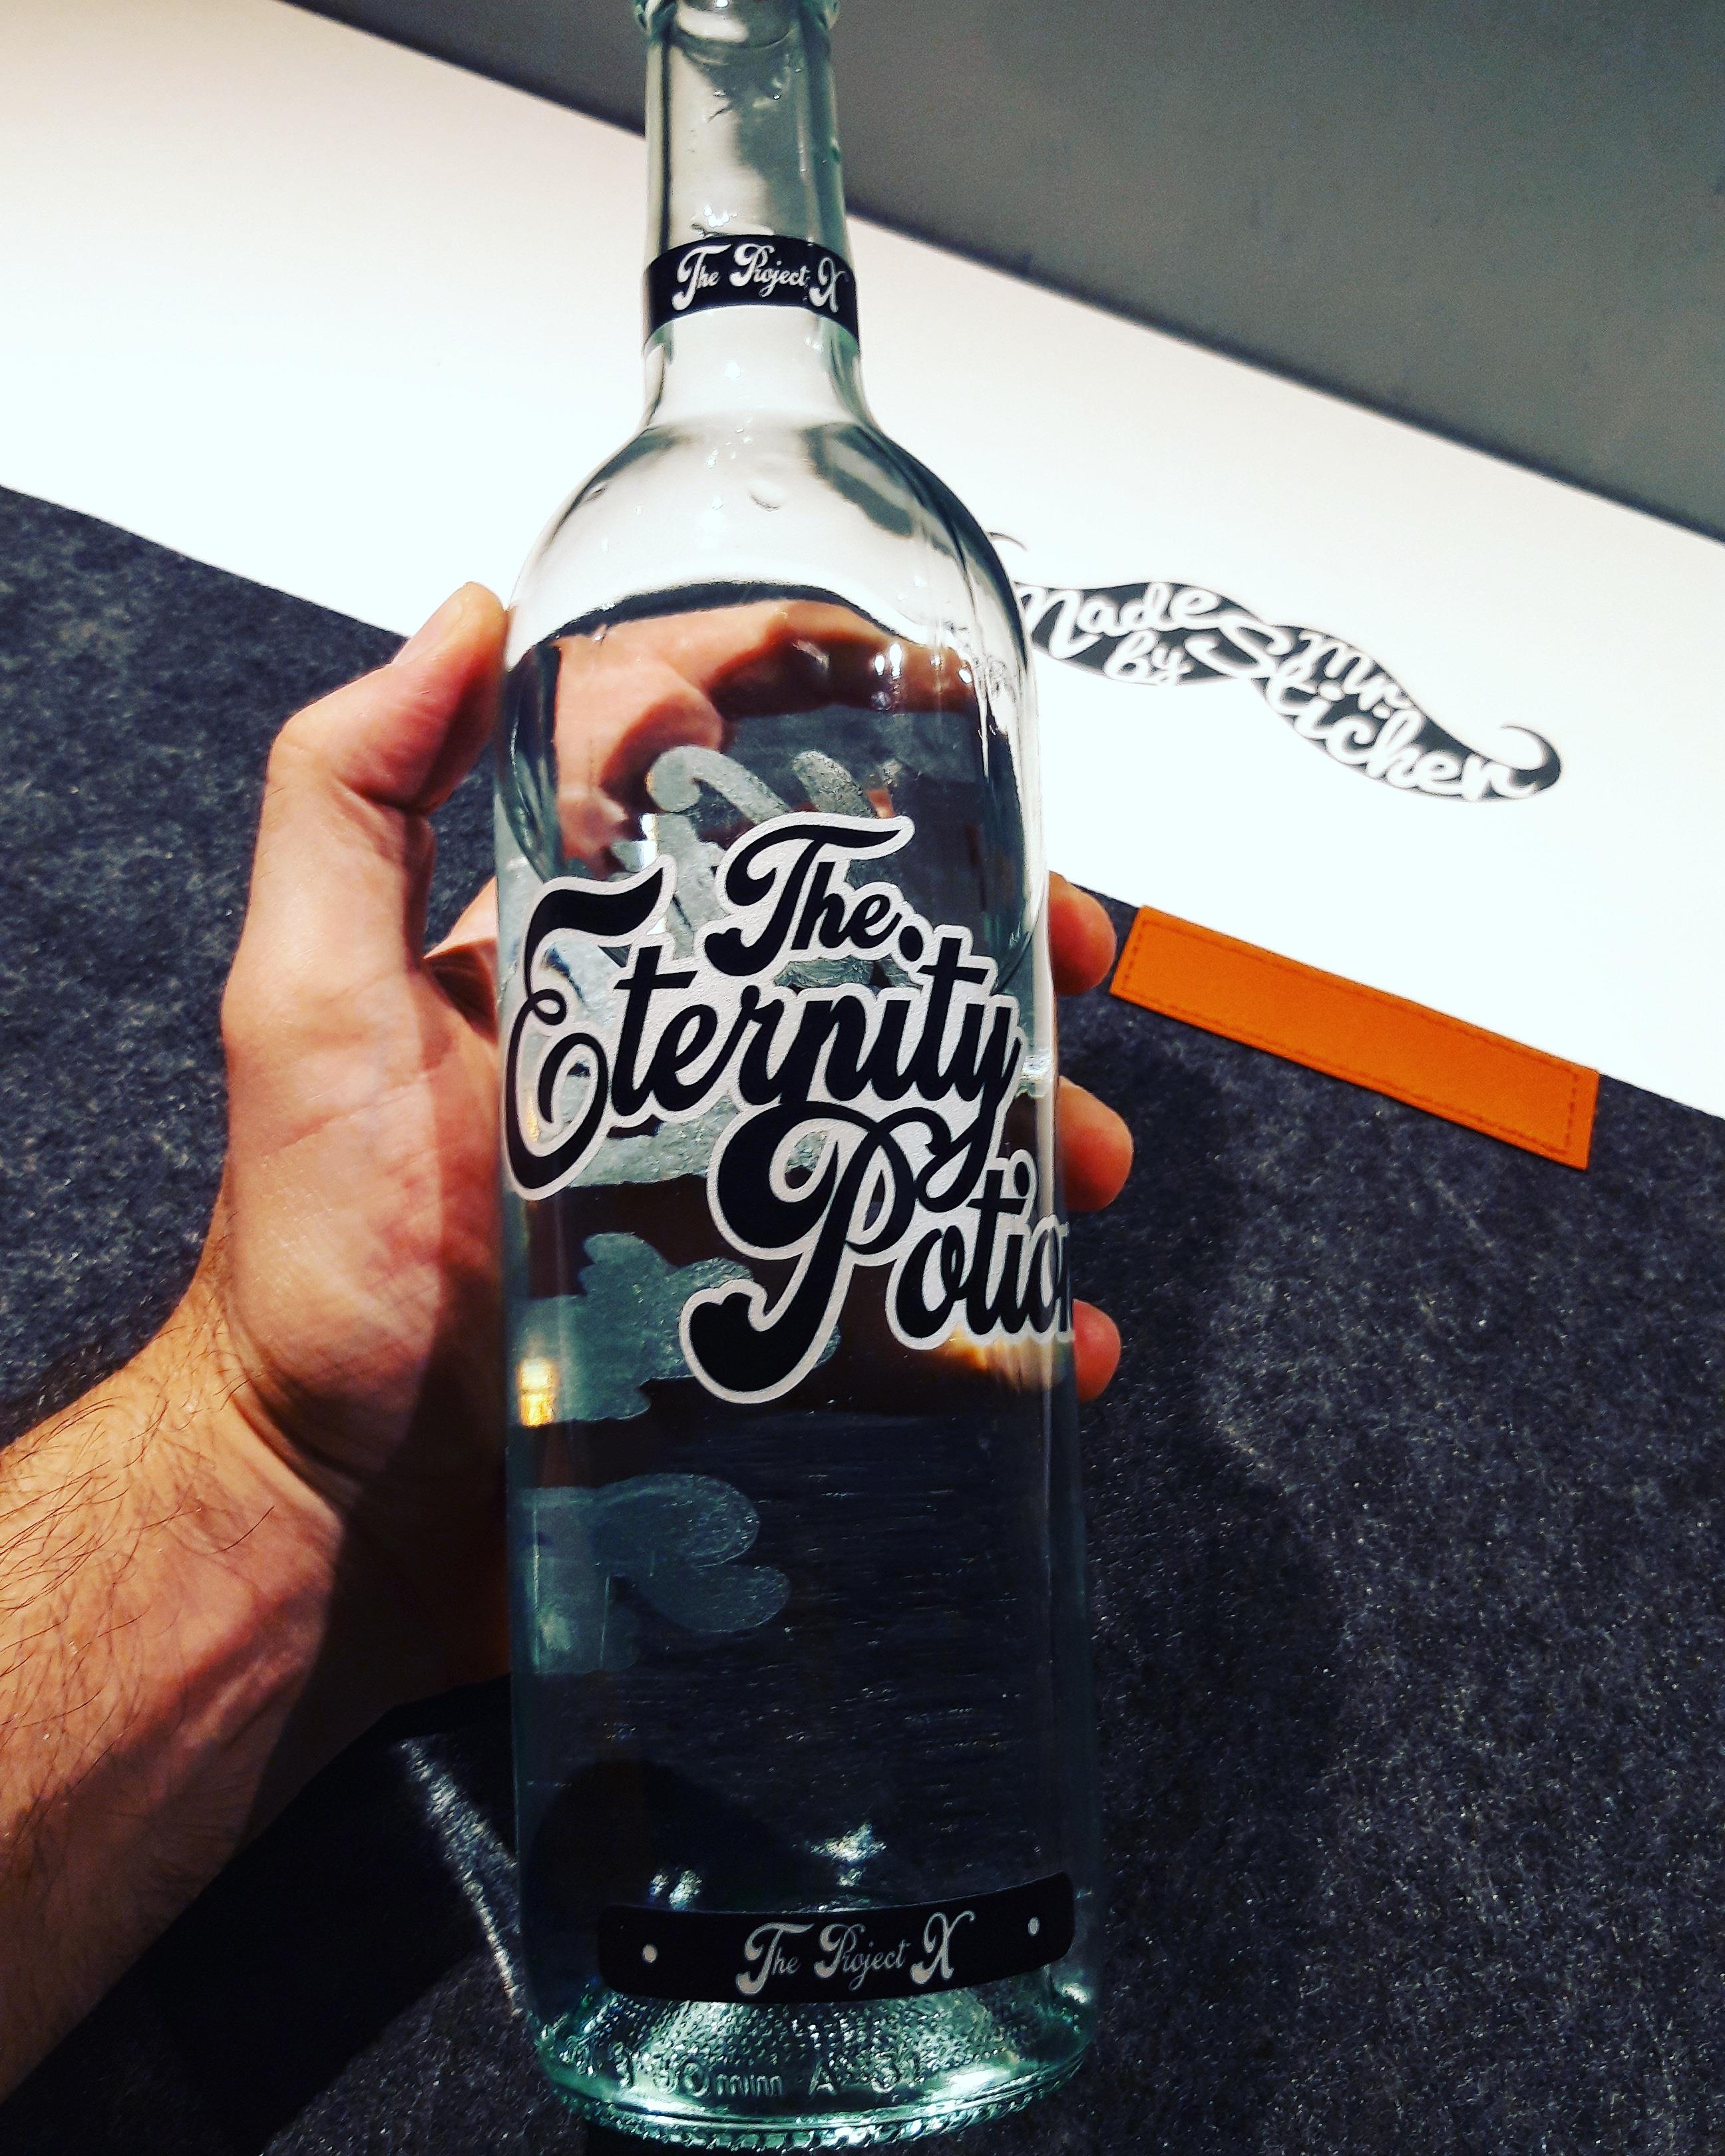 The Project X
Made Mr.
by Sticker
The
Eternity
Potion
The Project X